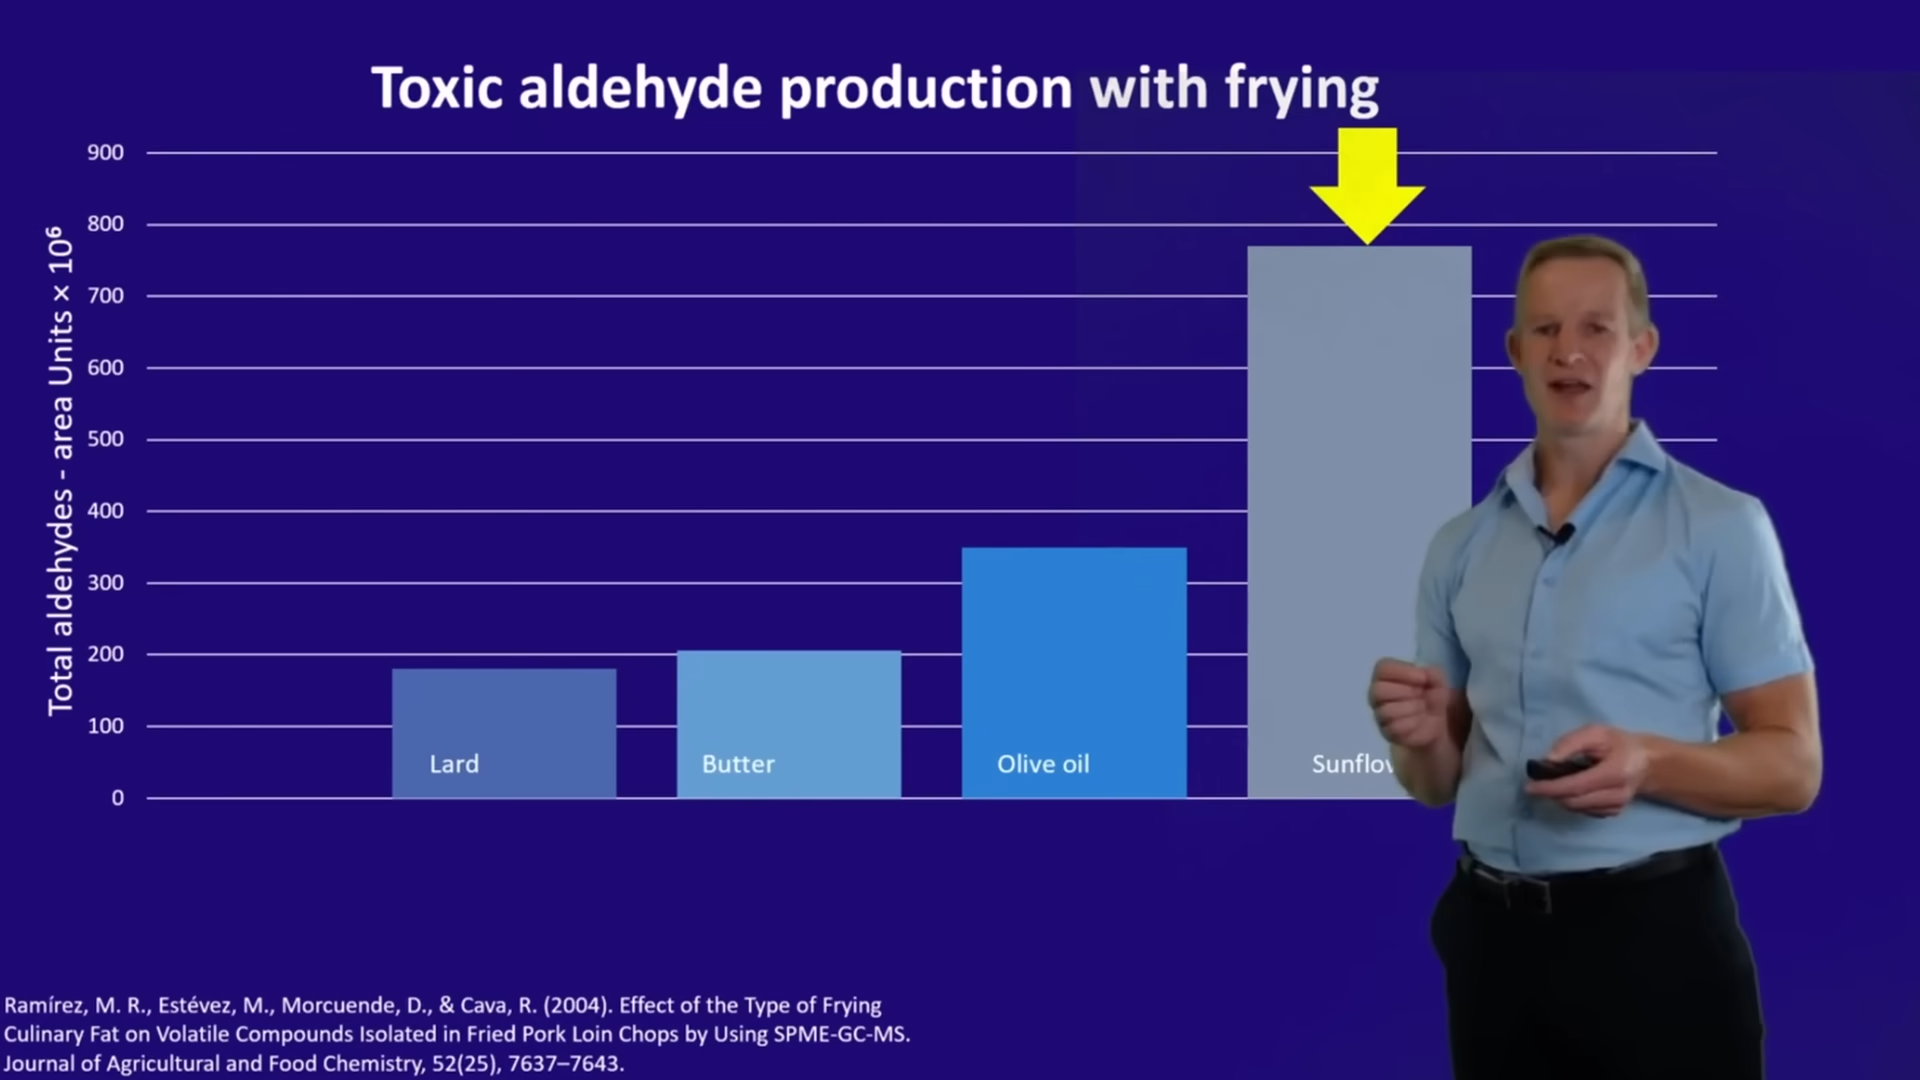 Toxic aldehyde production with frying
Total aldehydes - area Units × 10⁶
900
800
700
600
500
400
300
200
100
0
Lard
Butter
Olive oil
Ramírez, M. R., Estévez, M., Morcuende, D., & Cava, R. (2004). Effect of the Type of Frying
Culinary Fat on Volatile Compounds Isolated in Fried Pork Loin Chops by Using SPME-GC-MS.
Journal of Agricultural and Food Chemistry, 52(25), 7637–7643.